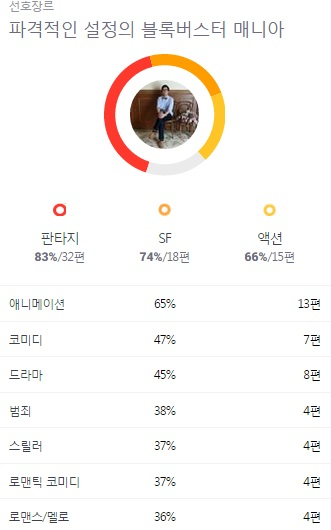 선호장르
파격적인 설정의 블록버스터 매니아
판타지 SF 액션
83%/32편 74%/18편 66%/15편
애니메이션 65% 13편
코미디 47% 7편
드라마 45% 8편
범죄 38% 4편
스릴러 37% 4편
로맨틱 코미디 37% 4편
로맨스/멜로 36% 4편